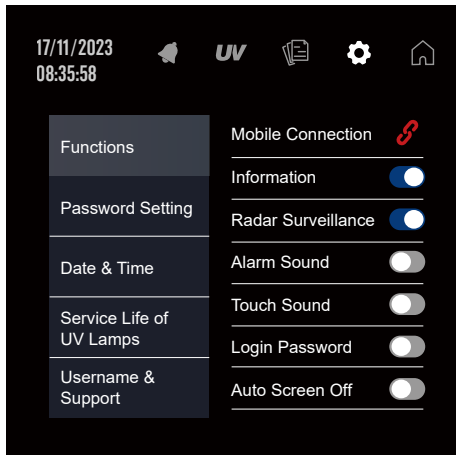 17/11/2023
08:35:58
UV
Functions
Password Setting
Date & Time
Service Life of
UV Lamps
Username &
Support
Mobile Connection
Information
Radar Surveillance
Alarm Sound
Touch Sound
Login Password
Auto Screen Off